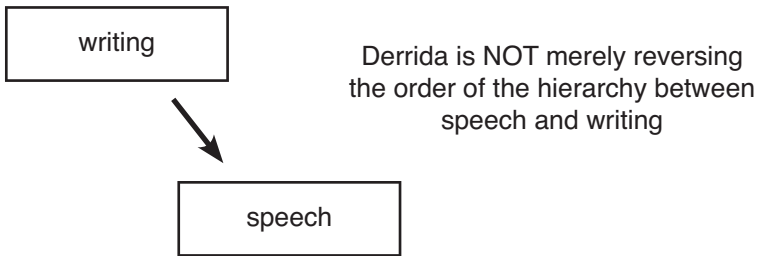 writing
Derrida is NOT merely reversing
the order of the hierarchy between
speech and writing
speech